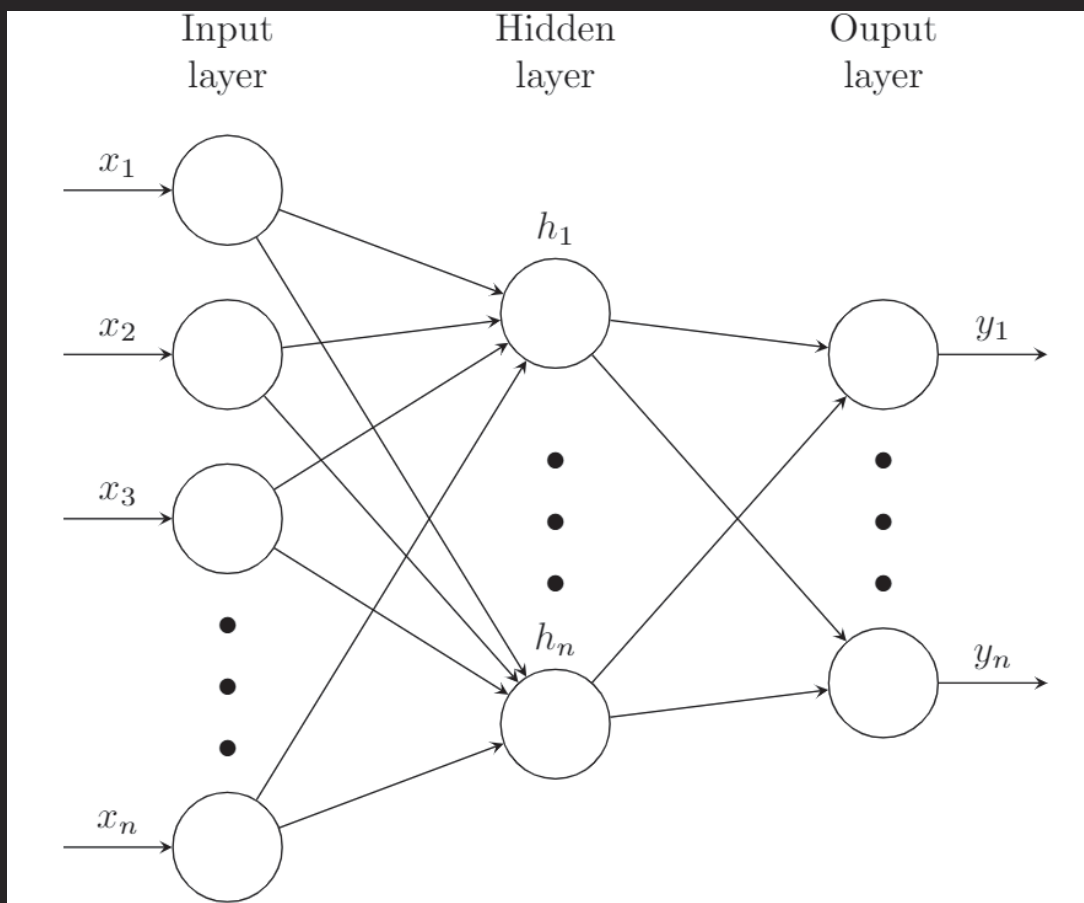 Input
layer
Hidden
layer
Ouput
layer
x₁
h₁
x₂
y₁
x₃
hₙ
yₙ
xₙ